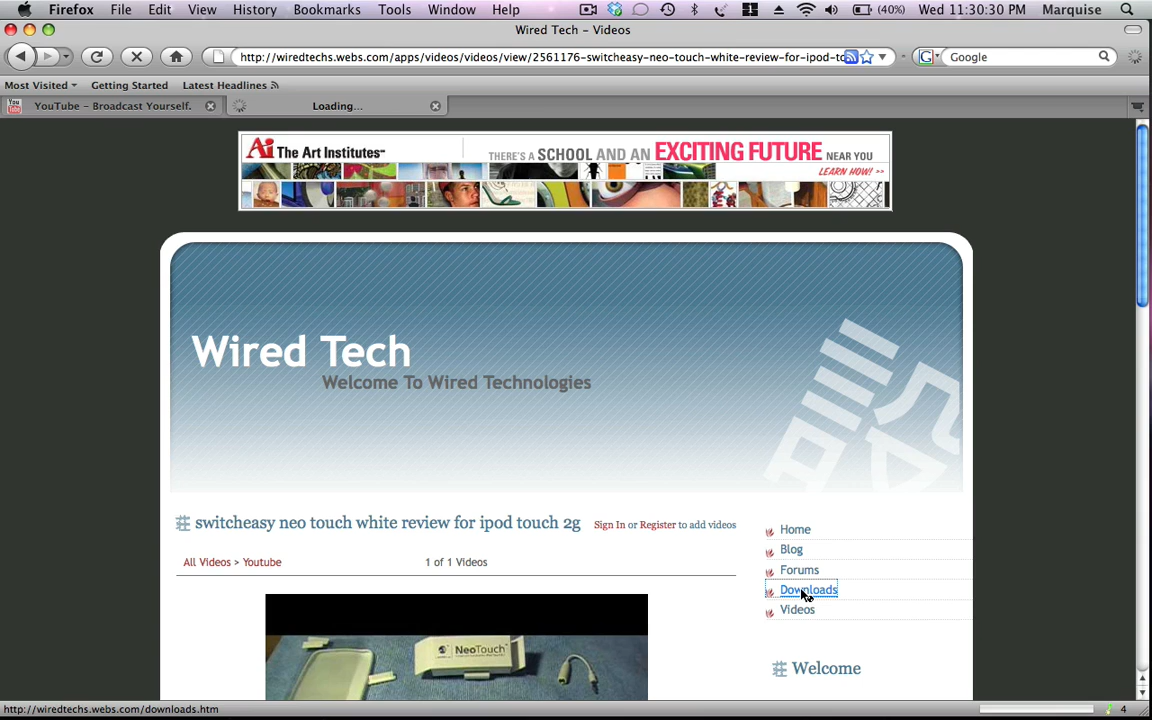 Firefox File Edit View History Bookmarks Tools Window Help (40%) Wed 11:30:30 PM Marquise
Wired Tech – Videos
http://wiredtechs.webs.com/apps/videos/videos/view/2561176-switcheasy-neo-touch-white-review-for-ipod-to Google
Most Visited Getting Started Latest Headlines
You Tube YouTube – Broadcast Yourself. Loading...
Ai The Art Institutes THERE'S A SCHOOL AND AN EXCITING FUTURE NEAR YOU
LEARN HOW! >>
Wired Tech
Welcome To Wired Technologies
設
switcheasy neo touch white review for ipod touch 2g Sign In or Register to add videos
Home
Blog
All Videos > Youtube 1 of 1 Videos
Forums
Downloads
Videos
NeoTouch
Welcome
http://wiredtechs.webs.com/downloads.htm 4